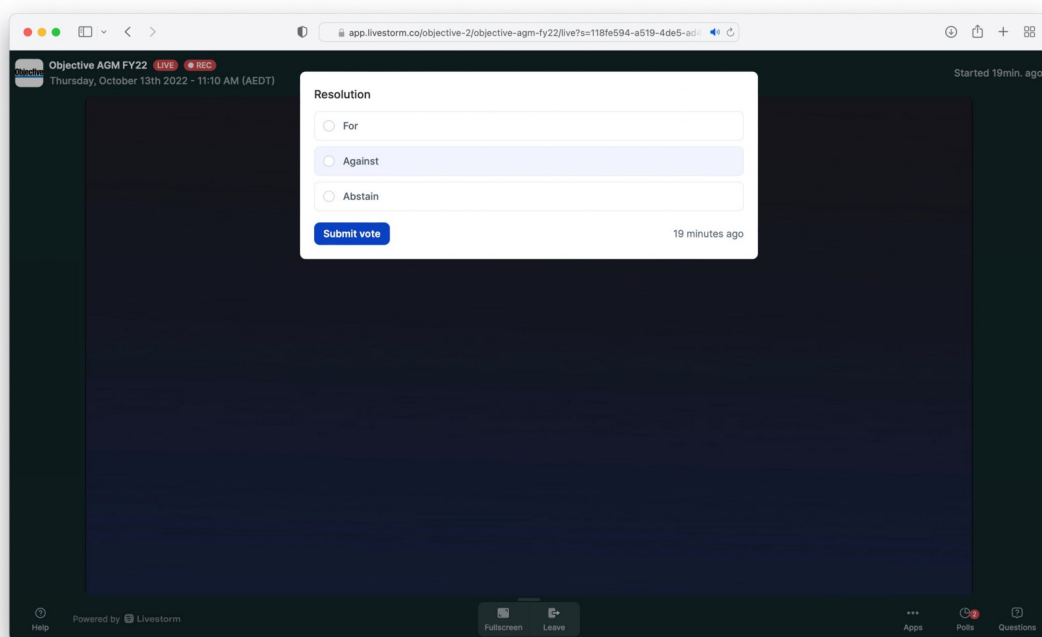 app.livestorm.co/objective-2/objective-agm-fy22/live?s=118fe594-a519-4de5-ad
Objective
Objective AGM FY22 LIVE REC
Thursday, October 13th 2022 - 11:10 AM (AEDT)
Started 19min. ago
Resolution
For
Against
Abstain
Submit vote
19 minutes ago
Help
Powered by Livestorm
Fullscreen
Leave
Apps
2
Polls
Questions